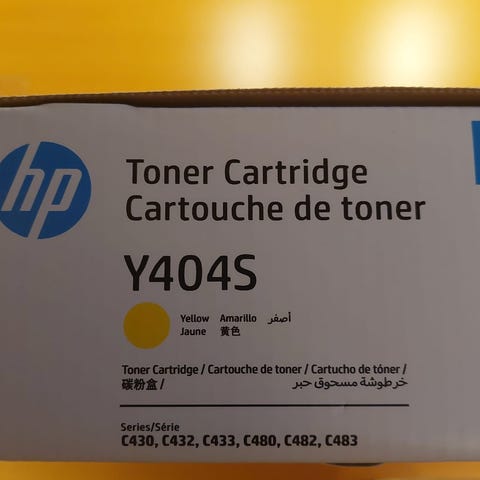 hp
Toner Cartridge
Cartouche de toner
Y404S
Yellow Amarillo أصفر
Jaune 黄色
Toner Cartridge / Cartouche de toner / Cartucho de tóner /
碳粉盒 / خرطوشة مسحوق حبر
Series/Série
C430, C432, C433, C480, C482, C483